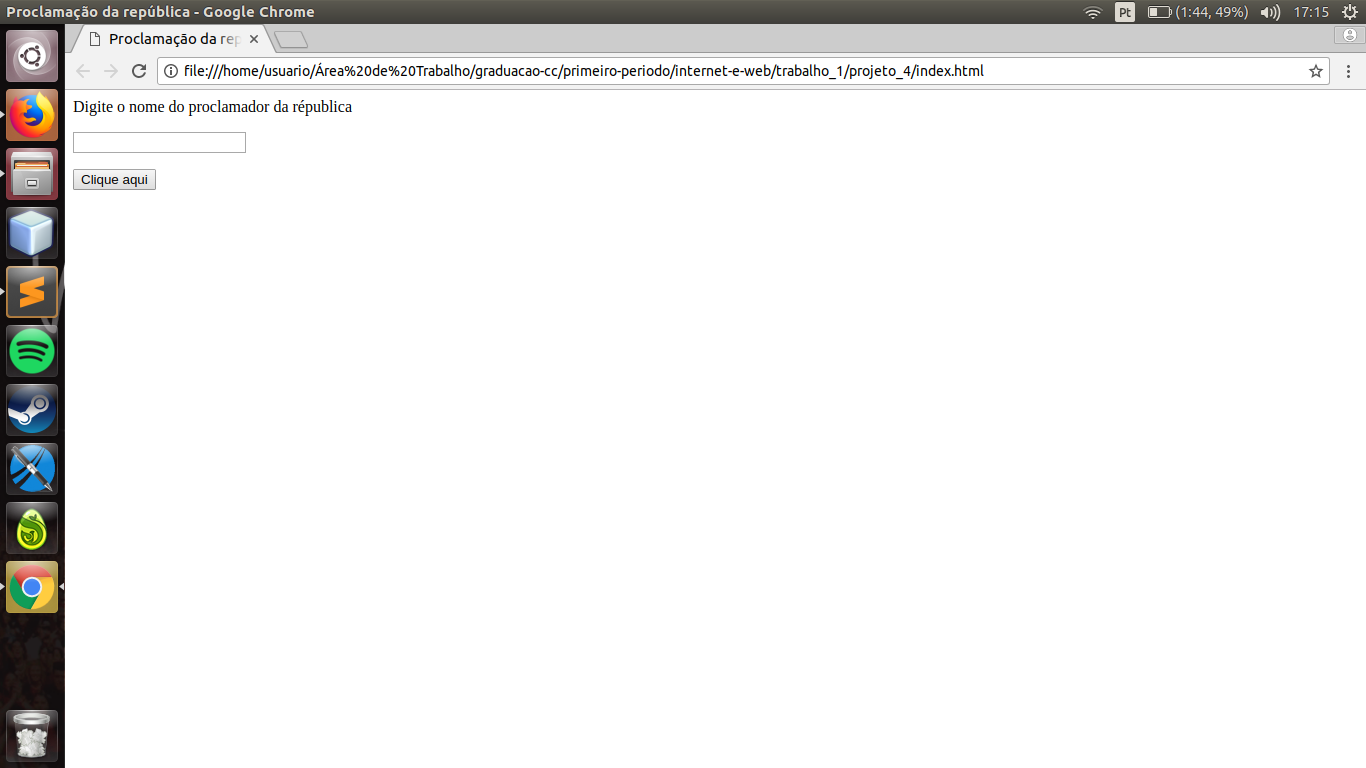 Proclamação da república - Google Chrome
Pt
(1:44, 49%)
17:15
Proclamação da rep
file:///home/usuario/Área%20de%20Trabalho/graduacao-cc/primeiro-periodo/internet-e-web/trabalho_1/projeto_4/index.html
Digite o nome do proclamador da républica
Clique aqui